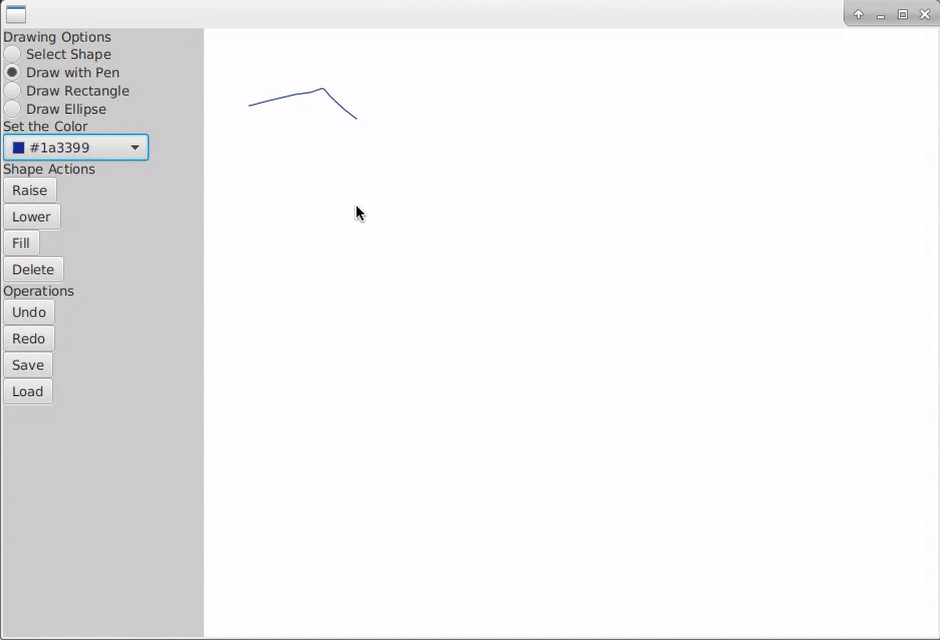 Drawing Options
Select Shape
Draw with Pen
Draw Rectangle
Draw Ellipse
Set the Color
#1a3399
Shape Actions
Raise
Lower
Fill
Delete
Operations
Undo
Redo
Save
Load